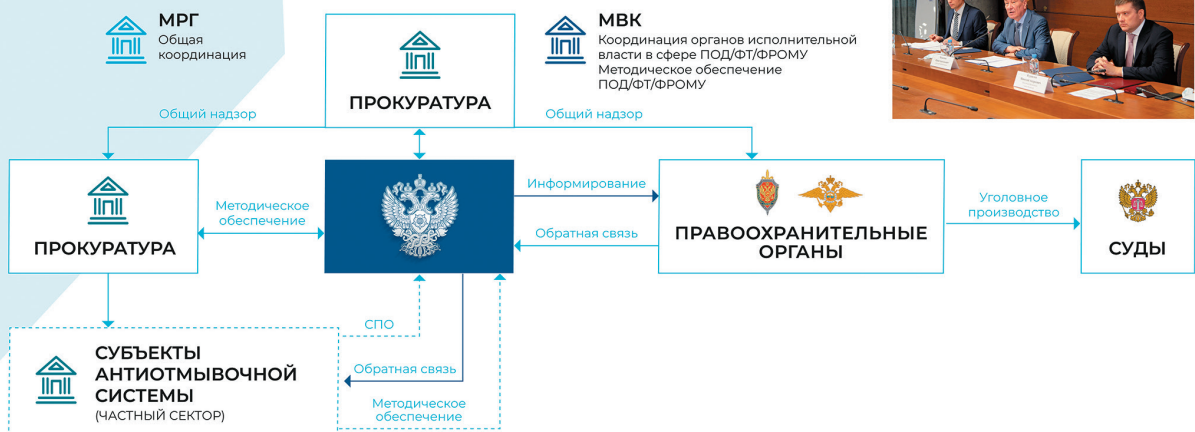 МРГ
Общая
координация
ПРОКУРАТУРА
МВК
Координация органов исполнительной
власти в сфере ПОД/ФТ/ФРОМУ
Методическое обеспечение
ПОД/ФТ/ФРОМУ
Общий надзор
Общий надзор
ПРОКУРАТУРА
Методическое
обеспечение
Информирование
Обратная связь
ПРАВООХРАНИТЕЛЬНЫЕ
ОРГАНЫ
Уголовное
производство
СУДЫ
СПО
СУБЪЕКТЫ
АНТИОТМЫВОЧНОЙ
СИСТЕМЫ
(ЧАСТНЫЙ СЕКТОР)
Обратная связь
Методическое
обеспечение